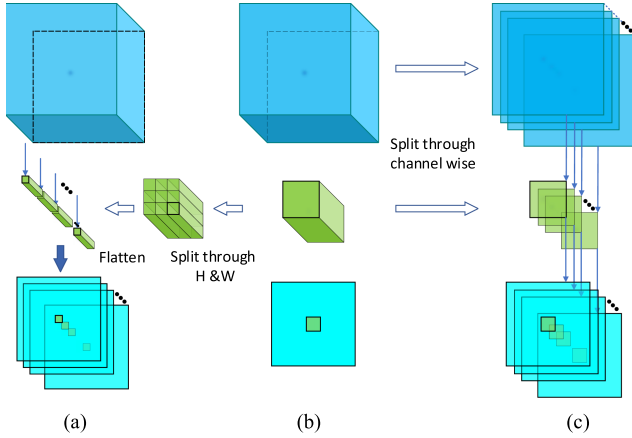 Split through
channel wise
Flatten
Split through
H &W
(a)
(b)
(c)